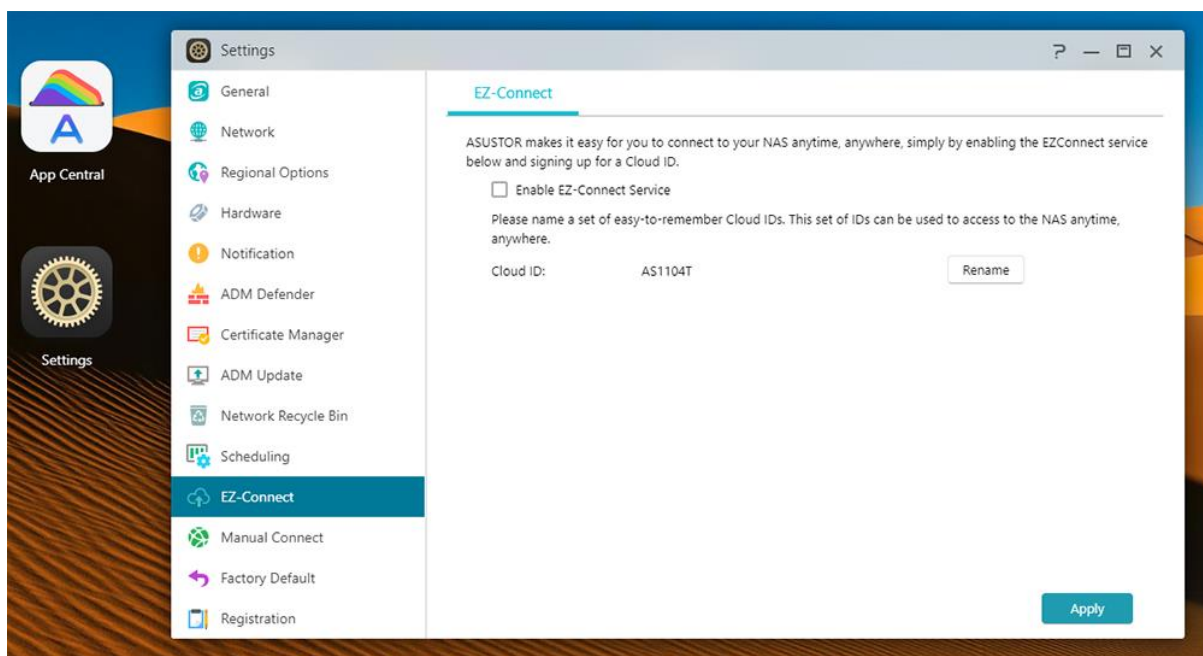 Settings
App Central
Settings
General
Network
Regional Options
Hardware
Notification
ADM Defender
Certificate Manager
ADM Update
Network Recycle Bin
Scheduling
EZ-Connect
Manual Connect
Factory Default
Registration
EZ-Connect
ASUSTOR makes it easy for you to connect to your NAS anytime, anywhere, simply by enabling the EZConnect service
below and signing up for a Cloud ID.
Enable EZ-Connect Service
Please name a set of easy-to-remember Cloud IDs. This set of IDs can be used to access to the NAS anytime,
anywhere.
Cloud ID: AS1104T Rename
Apply